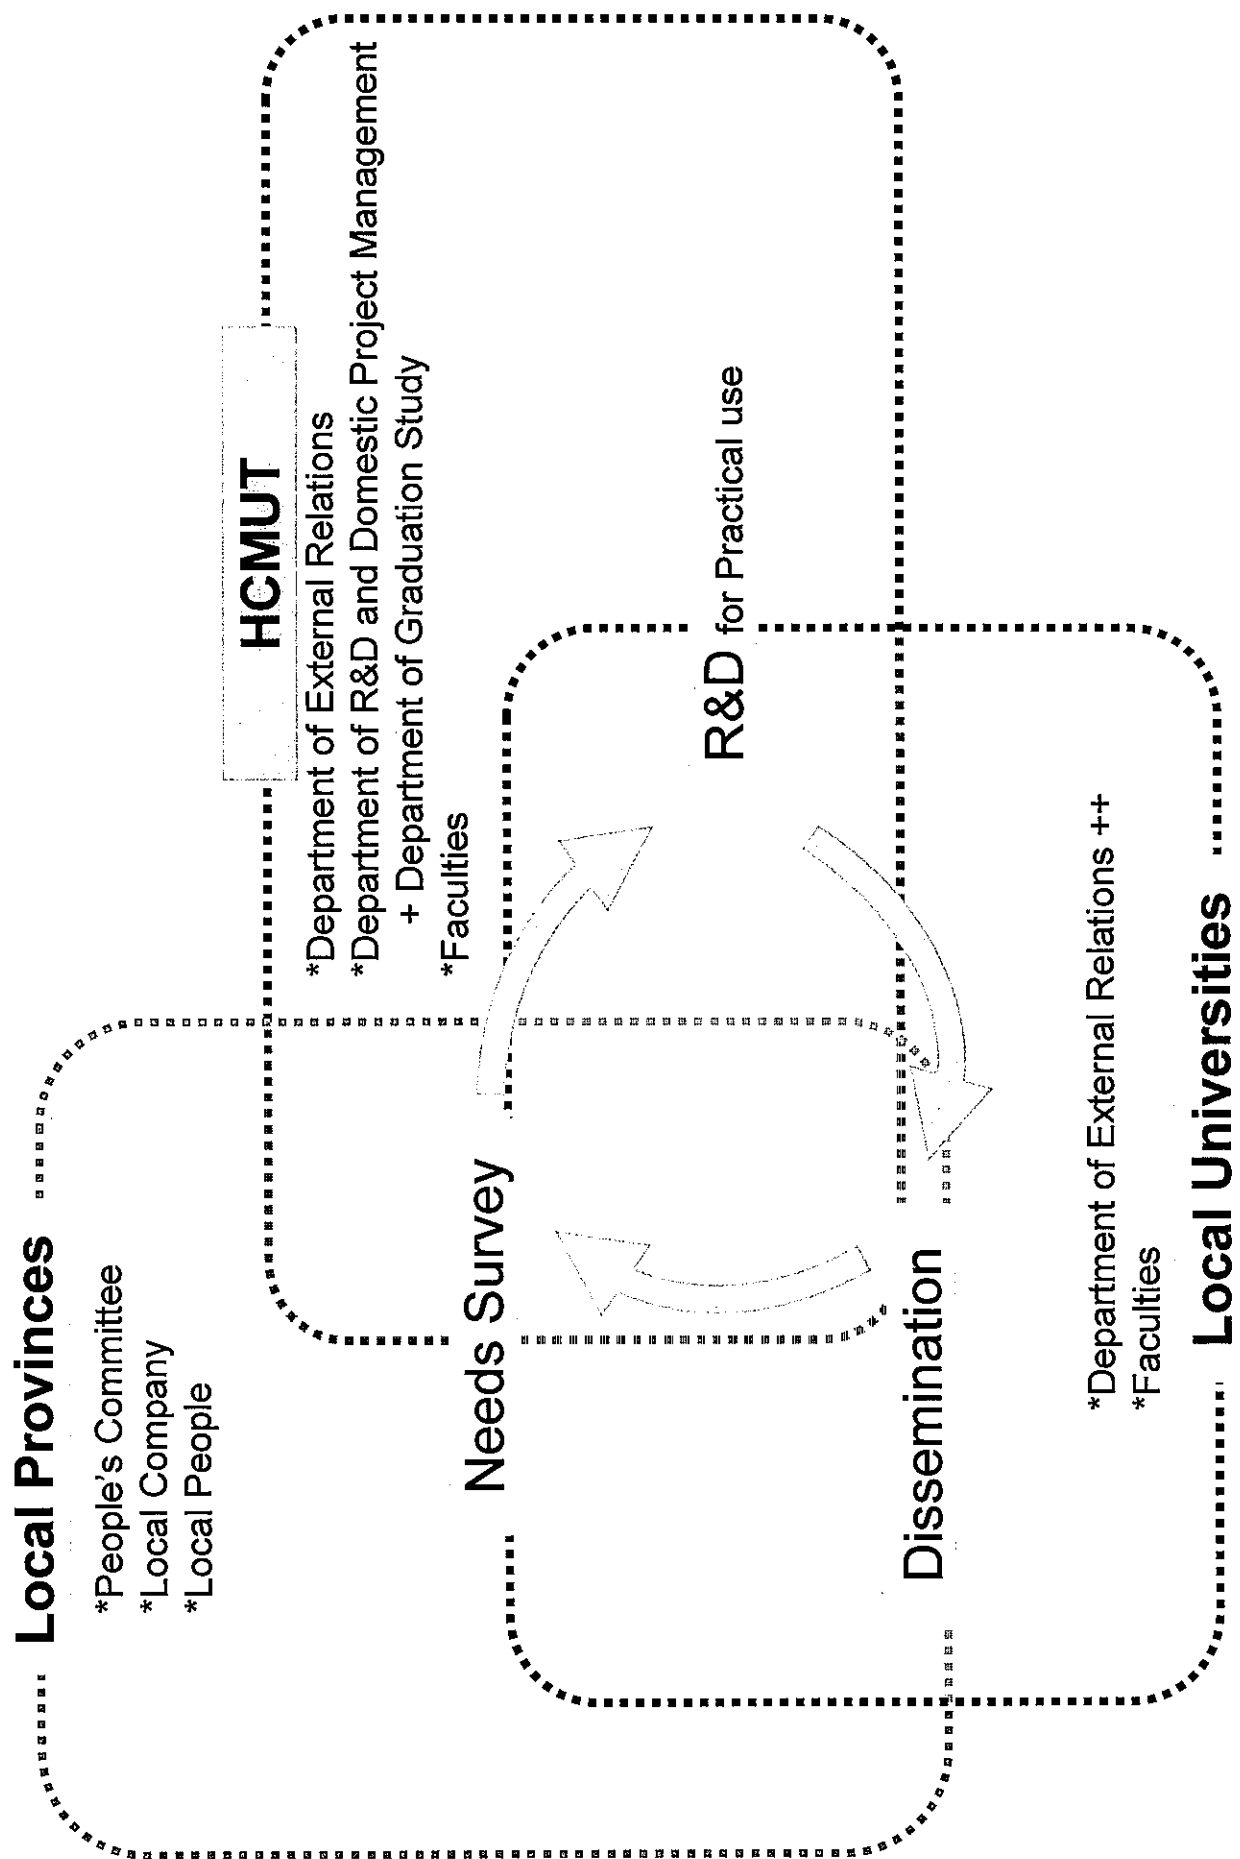 Local Provinces
*People's Committee
*Local Company
*Local People
HCMUT
*Department of External Relations
*Department of R&D and Domestic Project Management
+ Department of Graduation Study
*Faculties
Needs Survey
R&D for Practical use
Dissemination
*Department of External Relations ++
*Faculties
Local Universities